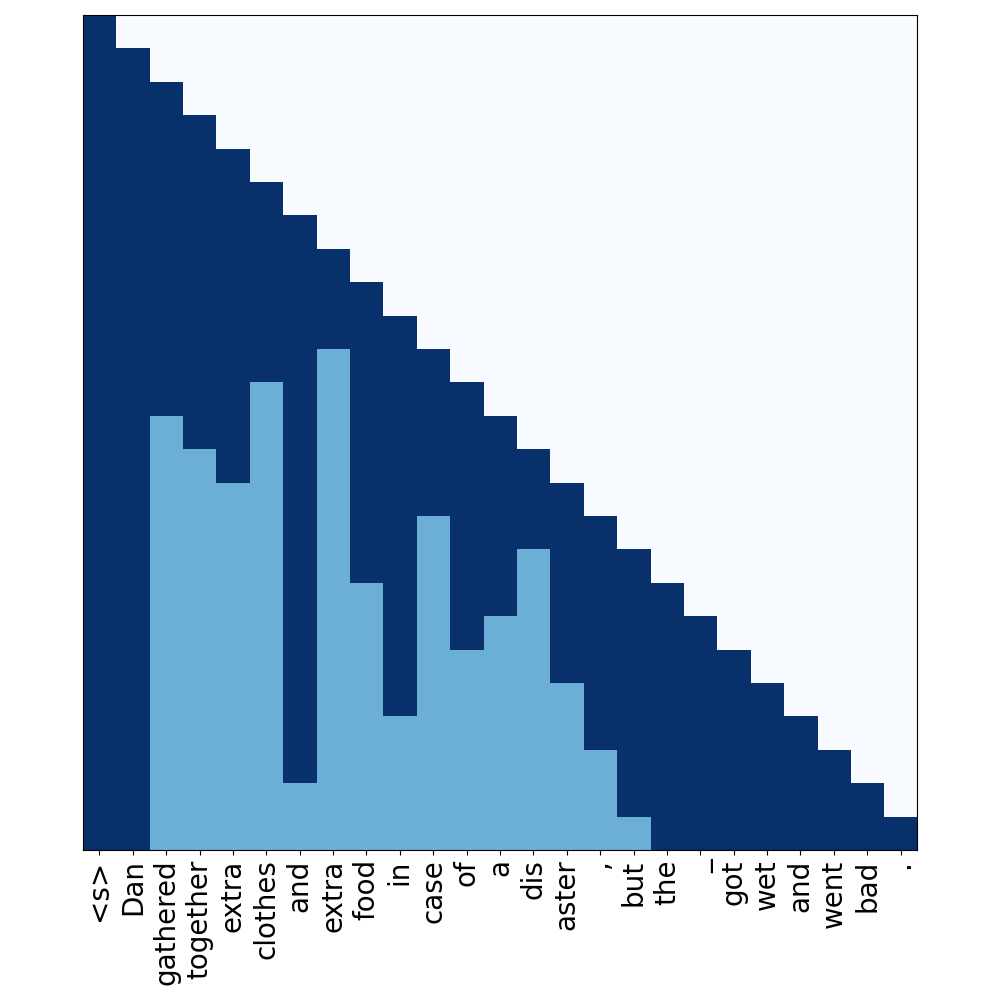 <s>
Dan
gathered
together
extra
clothes
and
extra
food
in
case
of
a
dis
aster
,
but
the
_
got
wet
and
went
bad
.